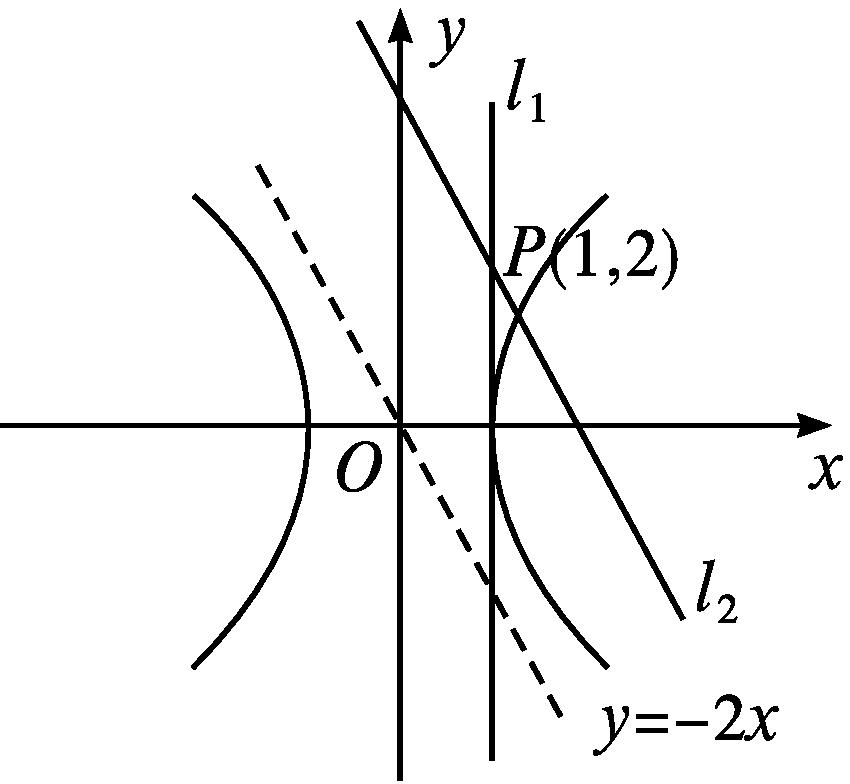 y
l₁
P(1,2)
O
x
l₂
y=−2x